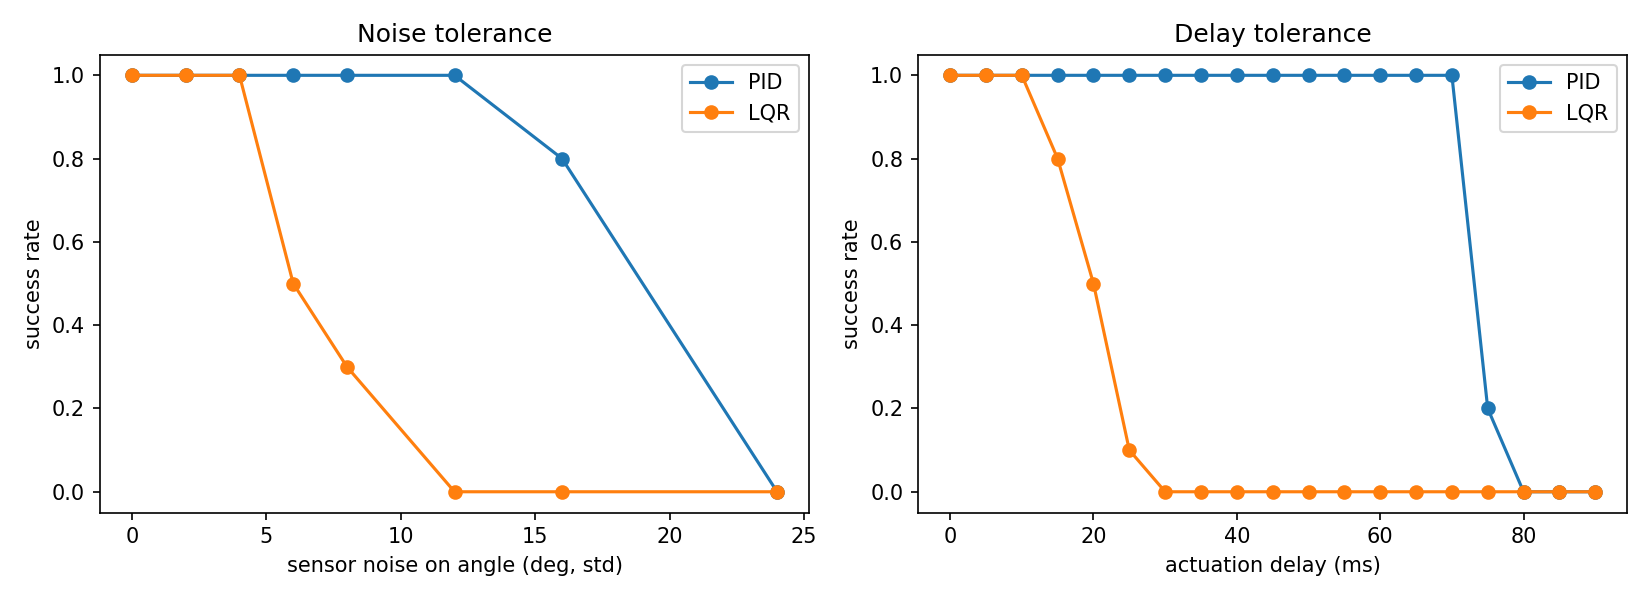 Noise tolerance
1.0
0.8
0.6
0.4
0.2
0.0
success rate
0
5
10
15
20
25
sensor noise on angle (deg, std)
PID
LQR
Delay tolerance
1.0
0.8
0.6
0.4
0.2
0.0
success rate
0
20
40
60
80
actuation delay (ms)
PID
LQR